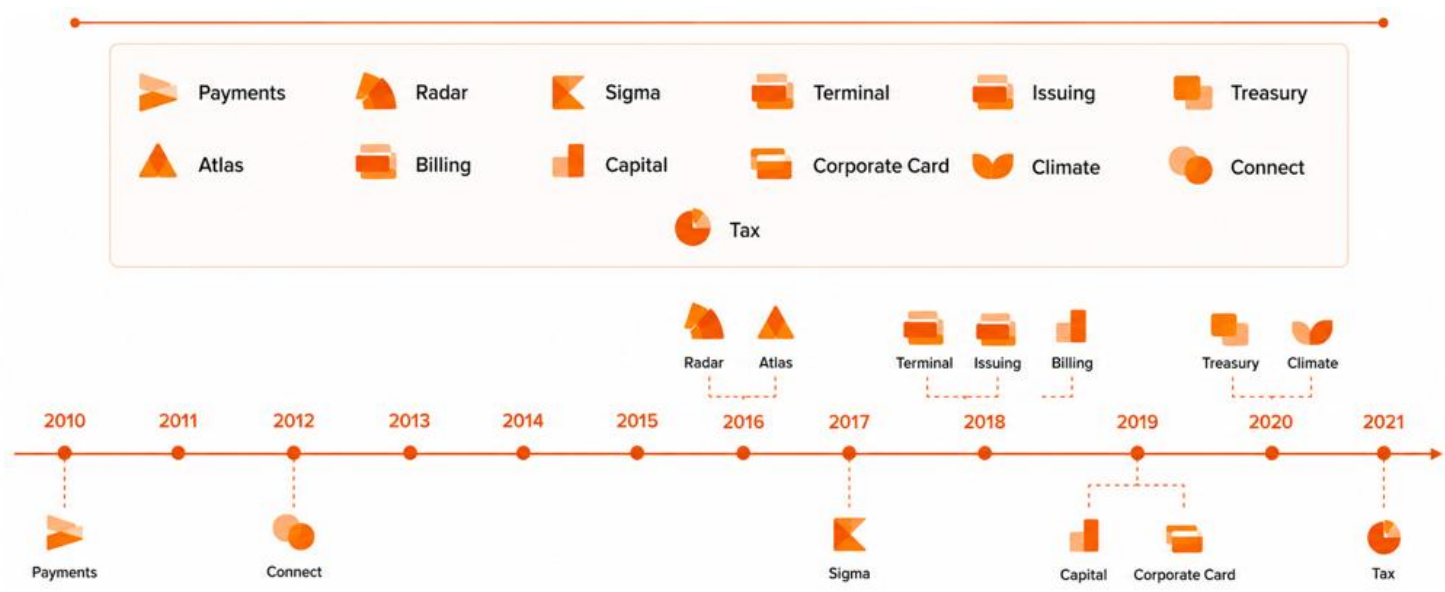 Payments Radar Sigma Terminal Issuing Treasury
Atlas Billing Capital Corporate Card Climate Connect
Tax
Radar Atlas Terminal Issuing Billing Treasury Climate
2010 2011 2012 2013 2014 2015 2016 2017 2018 2019 2020 2021
Payments Connect Sigma Capital Corporate Card Tax